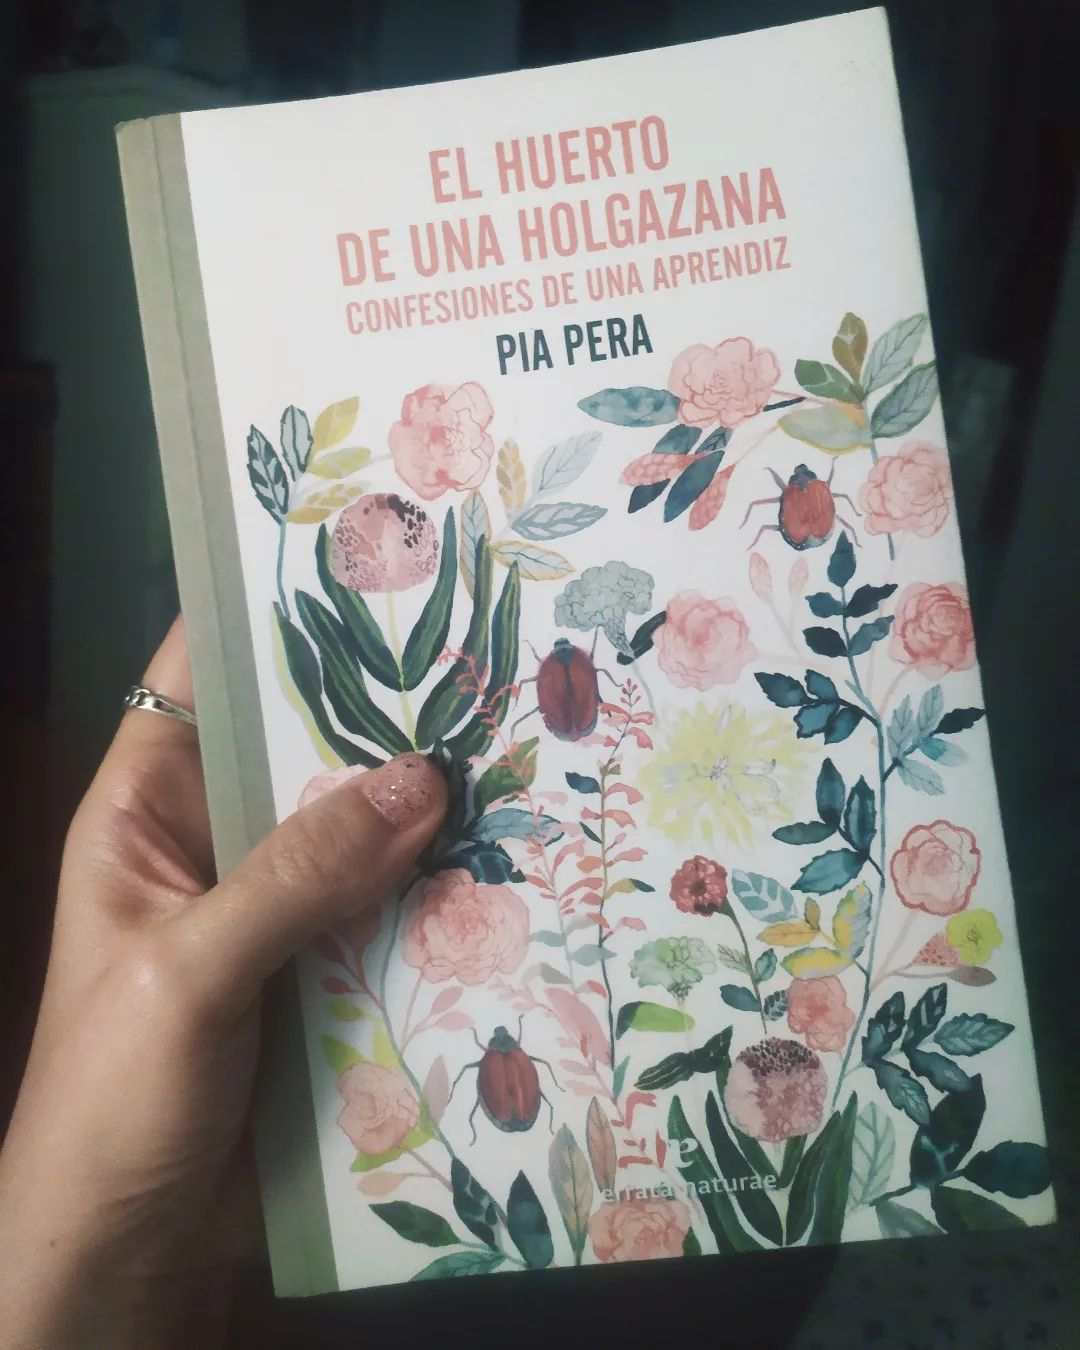 EL HUERTO
DE UNA HOLGAZANA
CONFESIONES DE UNA APRENDIZ
PIA PERA
errata naturae